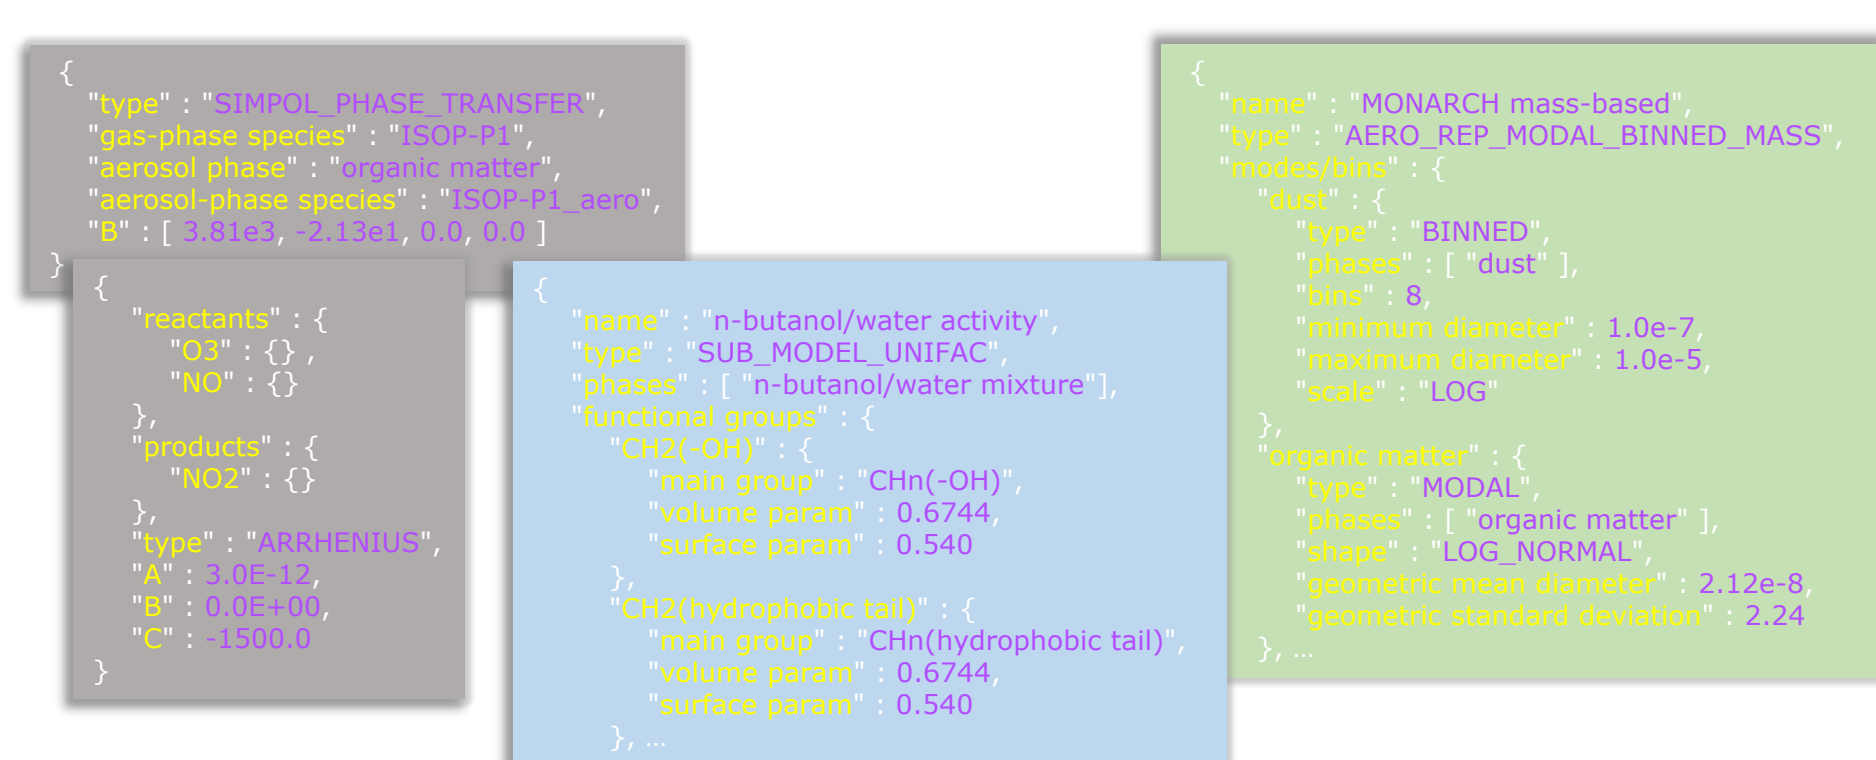 {
"type" : "SIMPOL_PHASE_TRANSFER",
"gas-phase species" : "ISOP-P1",
"aerosol phase" : "organic matter",
"aerosol-phase species" : "ISOP-P1_aero",
"B" : [ 3.81e3, -2.13e1, 0.0, 0.0 ]
}
{
"reactants" : {
"O3" : {} ,
"NO" : {}
},
"products" : {
"NO2" : {}
},
"type" : "ARRHENIUS",
"A" : 3.0E-12,
"B" : 0.0E+00,
"C" : -1500.0
}
{
"name" : "n-butanol/water activity",
"type" : "SUB_MODEL_UNIFAC",
"phases" : [ "n-butanol/water mixture"],
"functional groups" : {
"CH2(-OH)" : {
"main group" : "CHn(-OH)",
"volume param" : 0.6744,
"surface param" : 0.540
},
"CH2(hydrophobic tail)" : {
"main group" : "CHn(hydrophobic tail)",
"volume param" : 0.6744,
"surface param" : 0.540
}, ...
{
"name" : "MONARCH mass-based",
"type" : "AERO_REP_MODAL_BINNED_MASS",
"modes/bins" : {
"dust" : {
"type" : "BINNED",
"phases" : [ "dust" ],
"bins" : 8,
"minimum diameter" : 1.0e-7,
"maximum diameter" : 1.0e-5,
"scale" : "LOG"
},
"organic matter" : {
"type" : "MODAL",
"phases" : [ "organic matter" ],
"shape" : "LOG_NORMAL",
"geometric mean diameter" : 2.12e-8,
"geometric standard deviation" : 2.24
}, ...